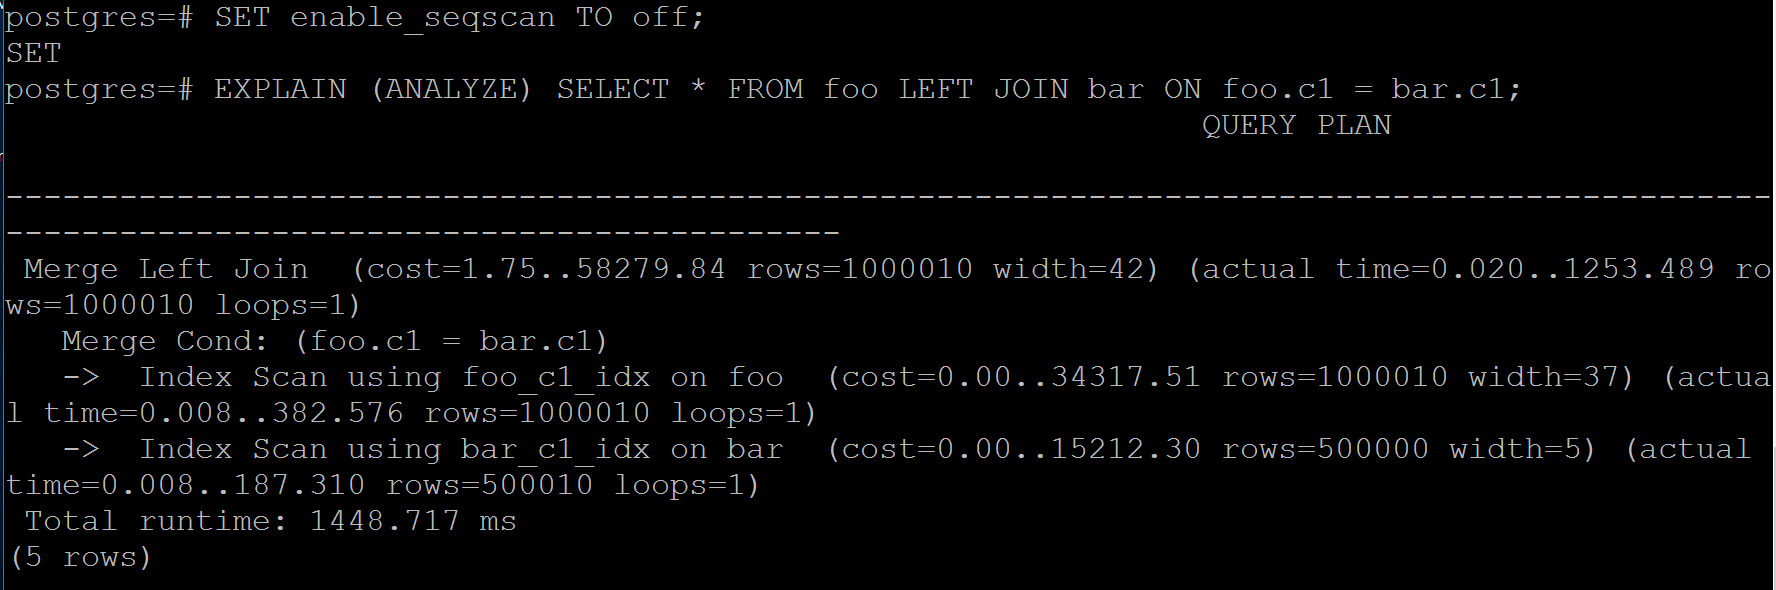 postgres=# SET enable_seqscan TO off;
SET
postgres=# EXPLAIN (ANALYZE) SELECT * FROM foo LEFT JOIN bar ON foo.c1 = bar.c1;
QUERY PLAN
---------------------------------------------------------------------------------------------
--------------------------------------------
Merge Left Join  (cost=1.75..58279.84 rows=1000010 width=42) (actual time=0.020..1253.489 ro
ws=1000010 loops=1)
Merge Cond: (foo.c1 = bar.c1)
->  Index Scan using foo_c1_idx on foo  (cost=0.00..34317.51 rows=1000010 width=37) (actua
l time=0.008..382.576 rows=1000010 loops=1)
->  Index Scan using bar_c1_idx on bar  (cost=0.00..15212.30 rows=500000 width=5) (actual
time=0.008..187.310 rows=500010 loops=1)
Total runtime: 1448.717 ms
(5 rows)